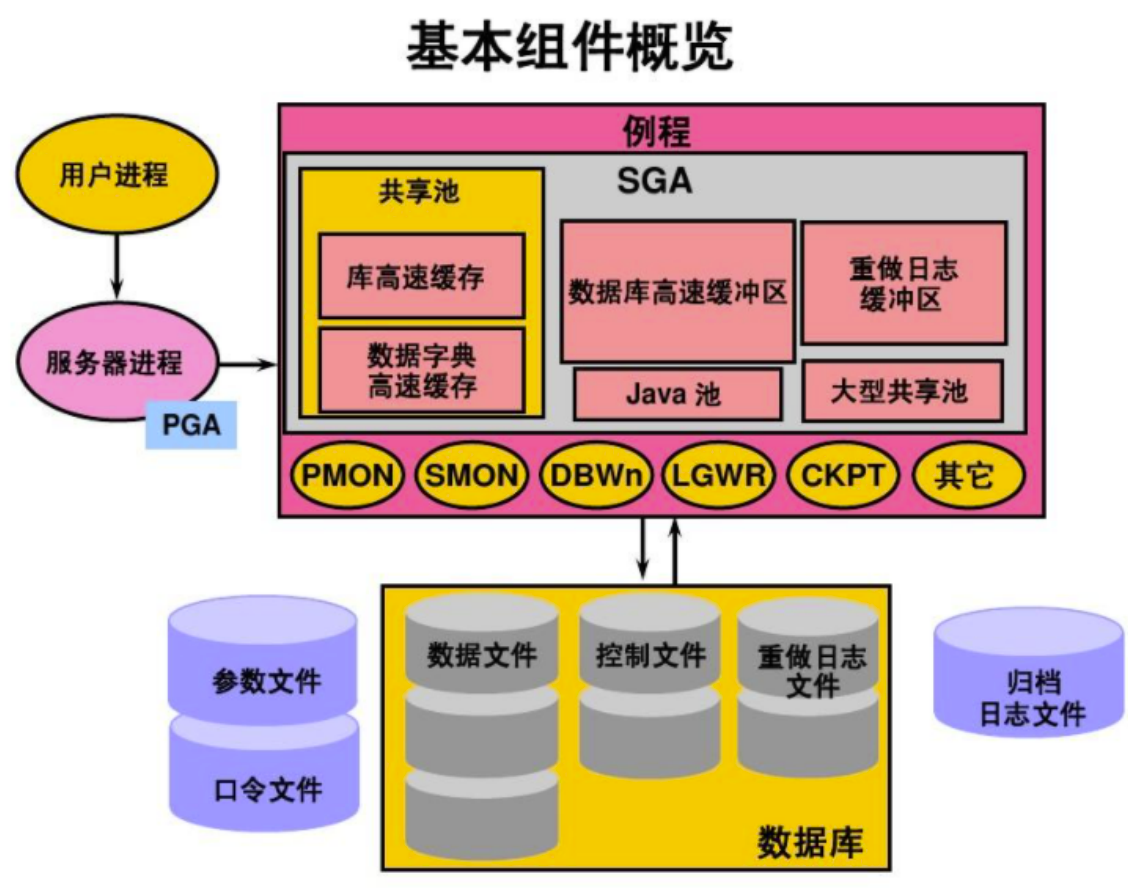 基本组件概览
用户进程
服务器进程
PGA
例程
SGA
共享池
库高速缓存
数据字典
高速缓存
数据库高速缓冲区
重做日志
缓冲区
Java 池
大型共享池
PMON
SMON
DBWn
LGWR
CKPT
其它
参数文件
口令文件
数据文件
控制文件
重做日志
文件
数据库
归档
日志文件